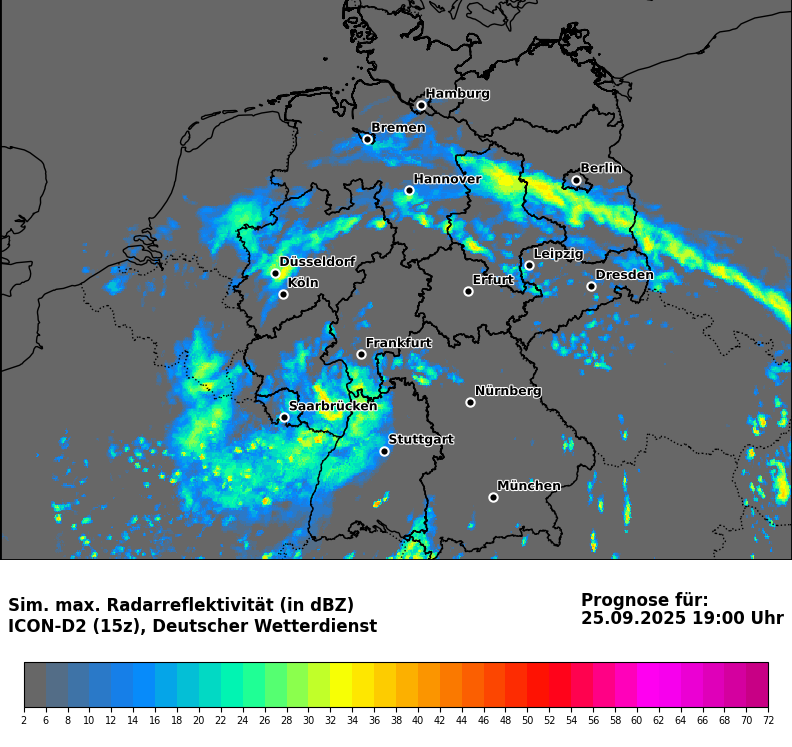 Hamburg
Bremen
Berlin
Hannover
Leipzig
Düsseldorf
Dresden
Erfurt
Köln
Frankfurt
Nürnberg
Saarbrücken
Stuttgart
München
Sim. max. Radarreflektivität (in dBZ)
ICON-D2 (15z), Deutscher Wetterdienst
Prognose für:
25.09.2025 19:00 Uhr
2 6 8 10 12 14 16 18 20 22 24 26 28 30 32 34 36 38 40 42 44 46 48 50 52 54 56 58 60 62 64 66 68 70 72